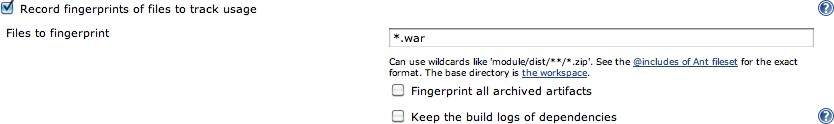 Record fingerprints of files to track usage
Files to fingerprint
*.war
Can use wildcards like 'module/dist/**/*.zip'. See the @includes of Ant fileset for the exact
format. The base directory is the workspace.
Fingerprint all archived artifacts
Keep the build logs of dependencies